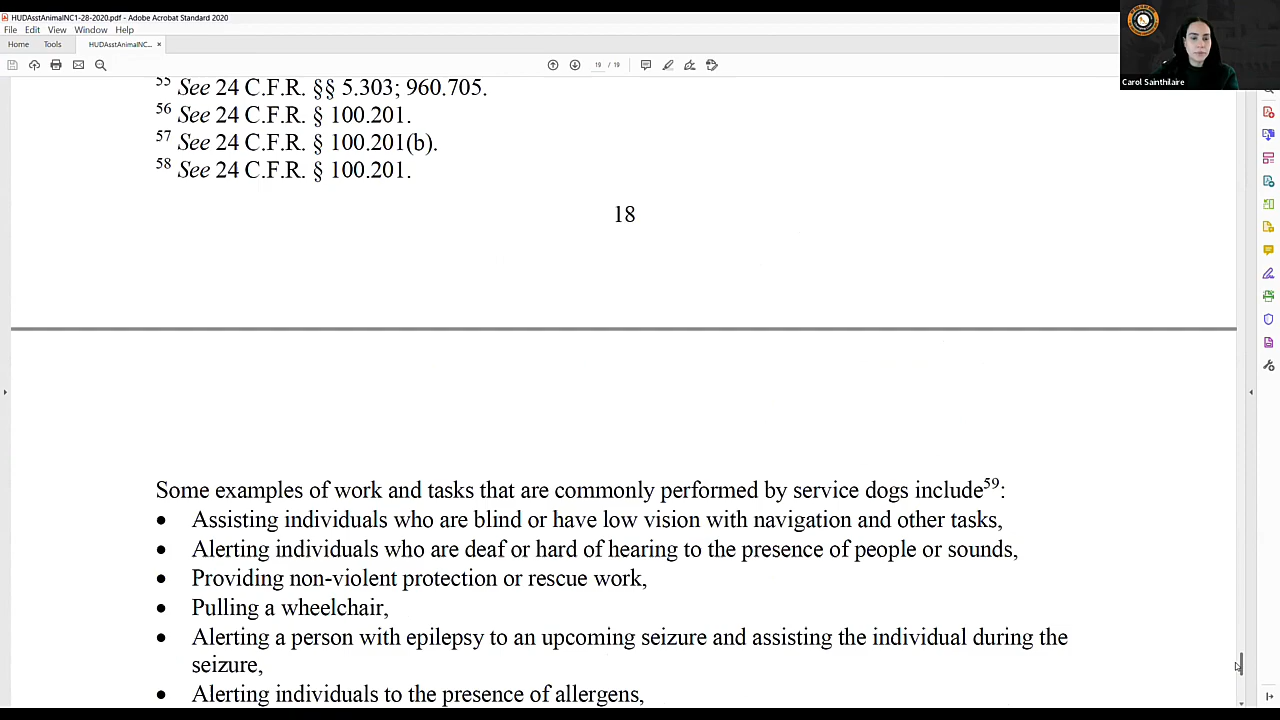 HUDAsstAnimalNC1-28-2020.pdf - Adobe Acrobat Standard 2020
File Edit View Window Help
Home Tools HUDAsstAnimalNC... ×
19 / 19
Carol Sainthilaire
55 See 24 C.F.R. §§ 5.303; 960.705.
56 See 24 C.F.R. § 100.201.
57 See 24 C.F.R. § 100.201(b).
58 See 24 C.F.R. § 100.201.
18
Some examples of work and tasks that are commonly performed by service dogs include59:
• Assisting individuals who are blind or have low vision with navigation and other tasks,
• Alerting individuals who are deaf or hard of hearing to the presence of people or sounds,
• Providing non-violent protection or rescue work,
• Pulling a wheelchair,
• Alerting a person with epilepsy to an upcoming seizure and assisting the individual during the
seizure,
• Alerting individuals to the presence of allergens,